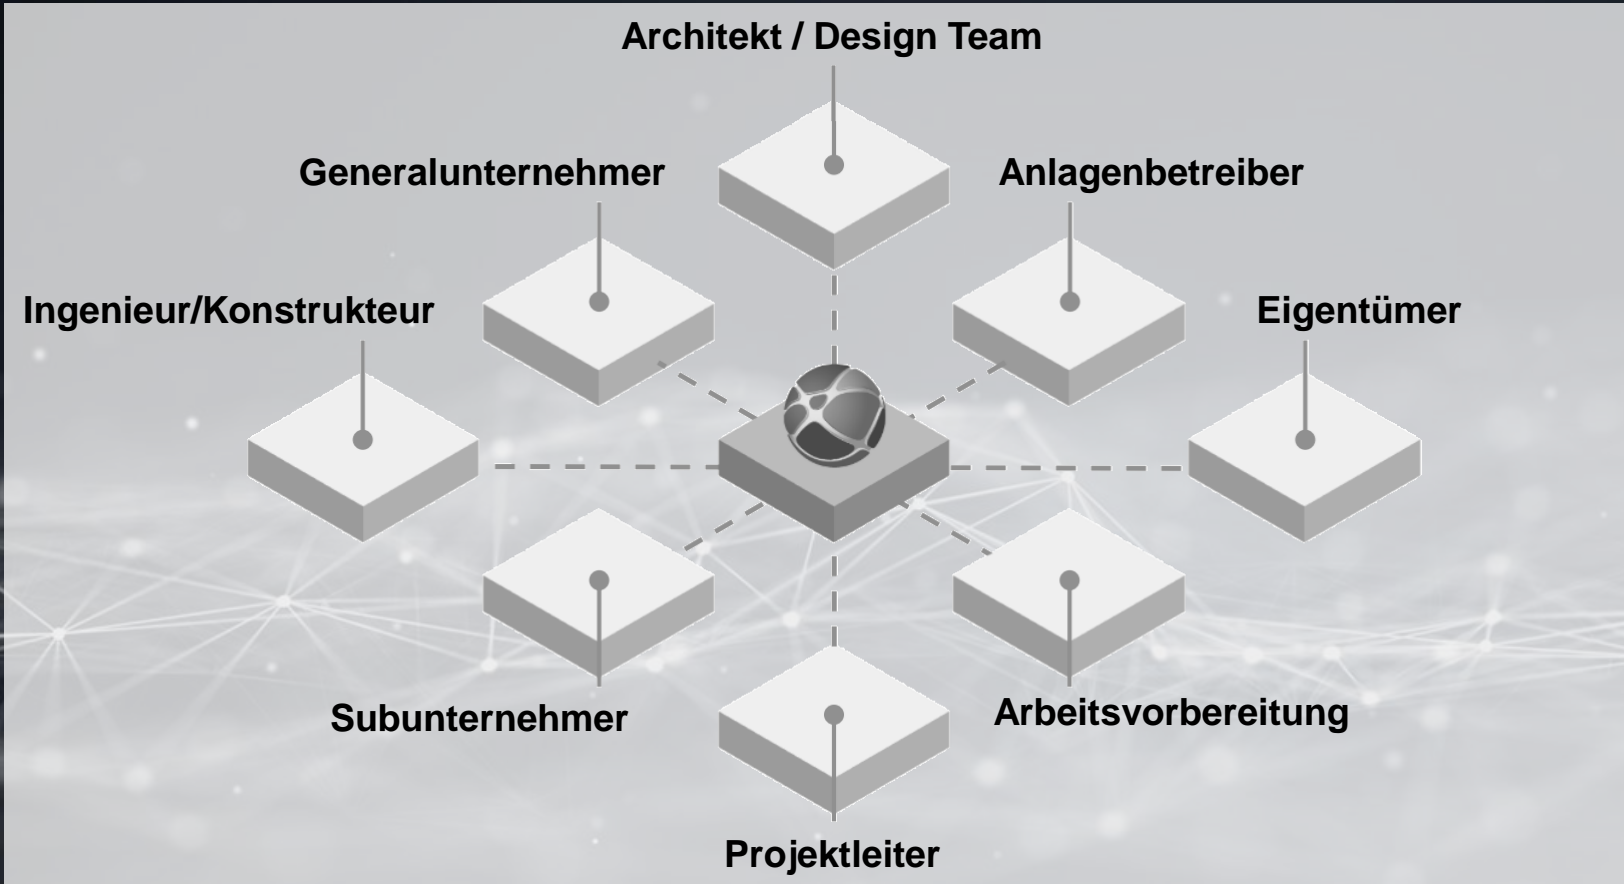 Architekt / Design Team
Generalunternehmer
Anlagenbetreiber
Ingenieur/Konstrukteur
Eigentümer
Subunternehmer
Arbeitsvorbereitung
Projektleiter